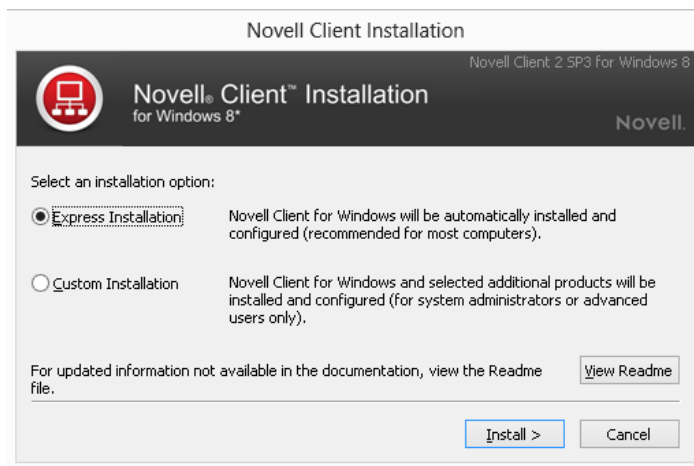 Novell Client Installation
Novell Client 2 SP3 for Windows 8
Novell® Client™ Installation
for Windows 8*
Novell.
Select an installation option:
Express Installation
Novell Client for Windows will be automatically installed and
configured (recommended for most computers).
Custom Installation
Novell Client for Windows and selected additional products will be
installed and configured (for system administrators or advanced
users only).
For updated information not available in the documentation, view the Readme
file.
View Readme
Install >
Cancel